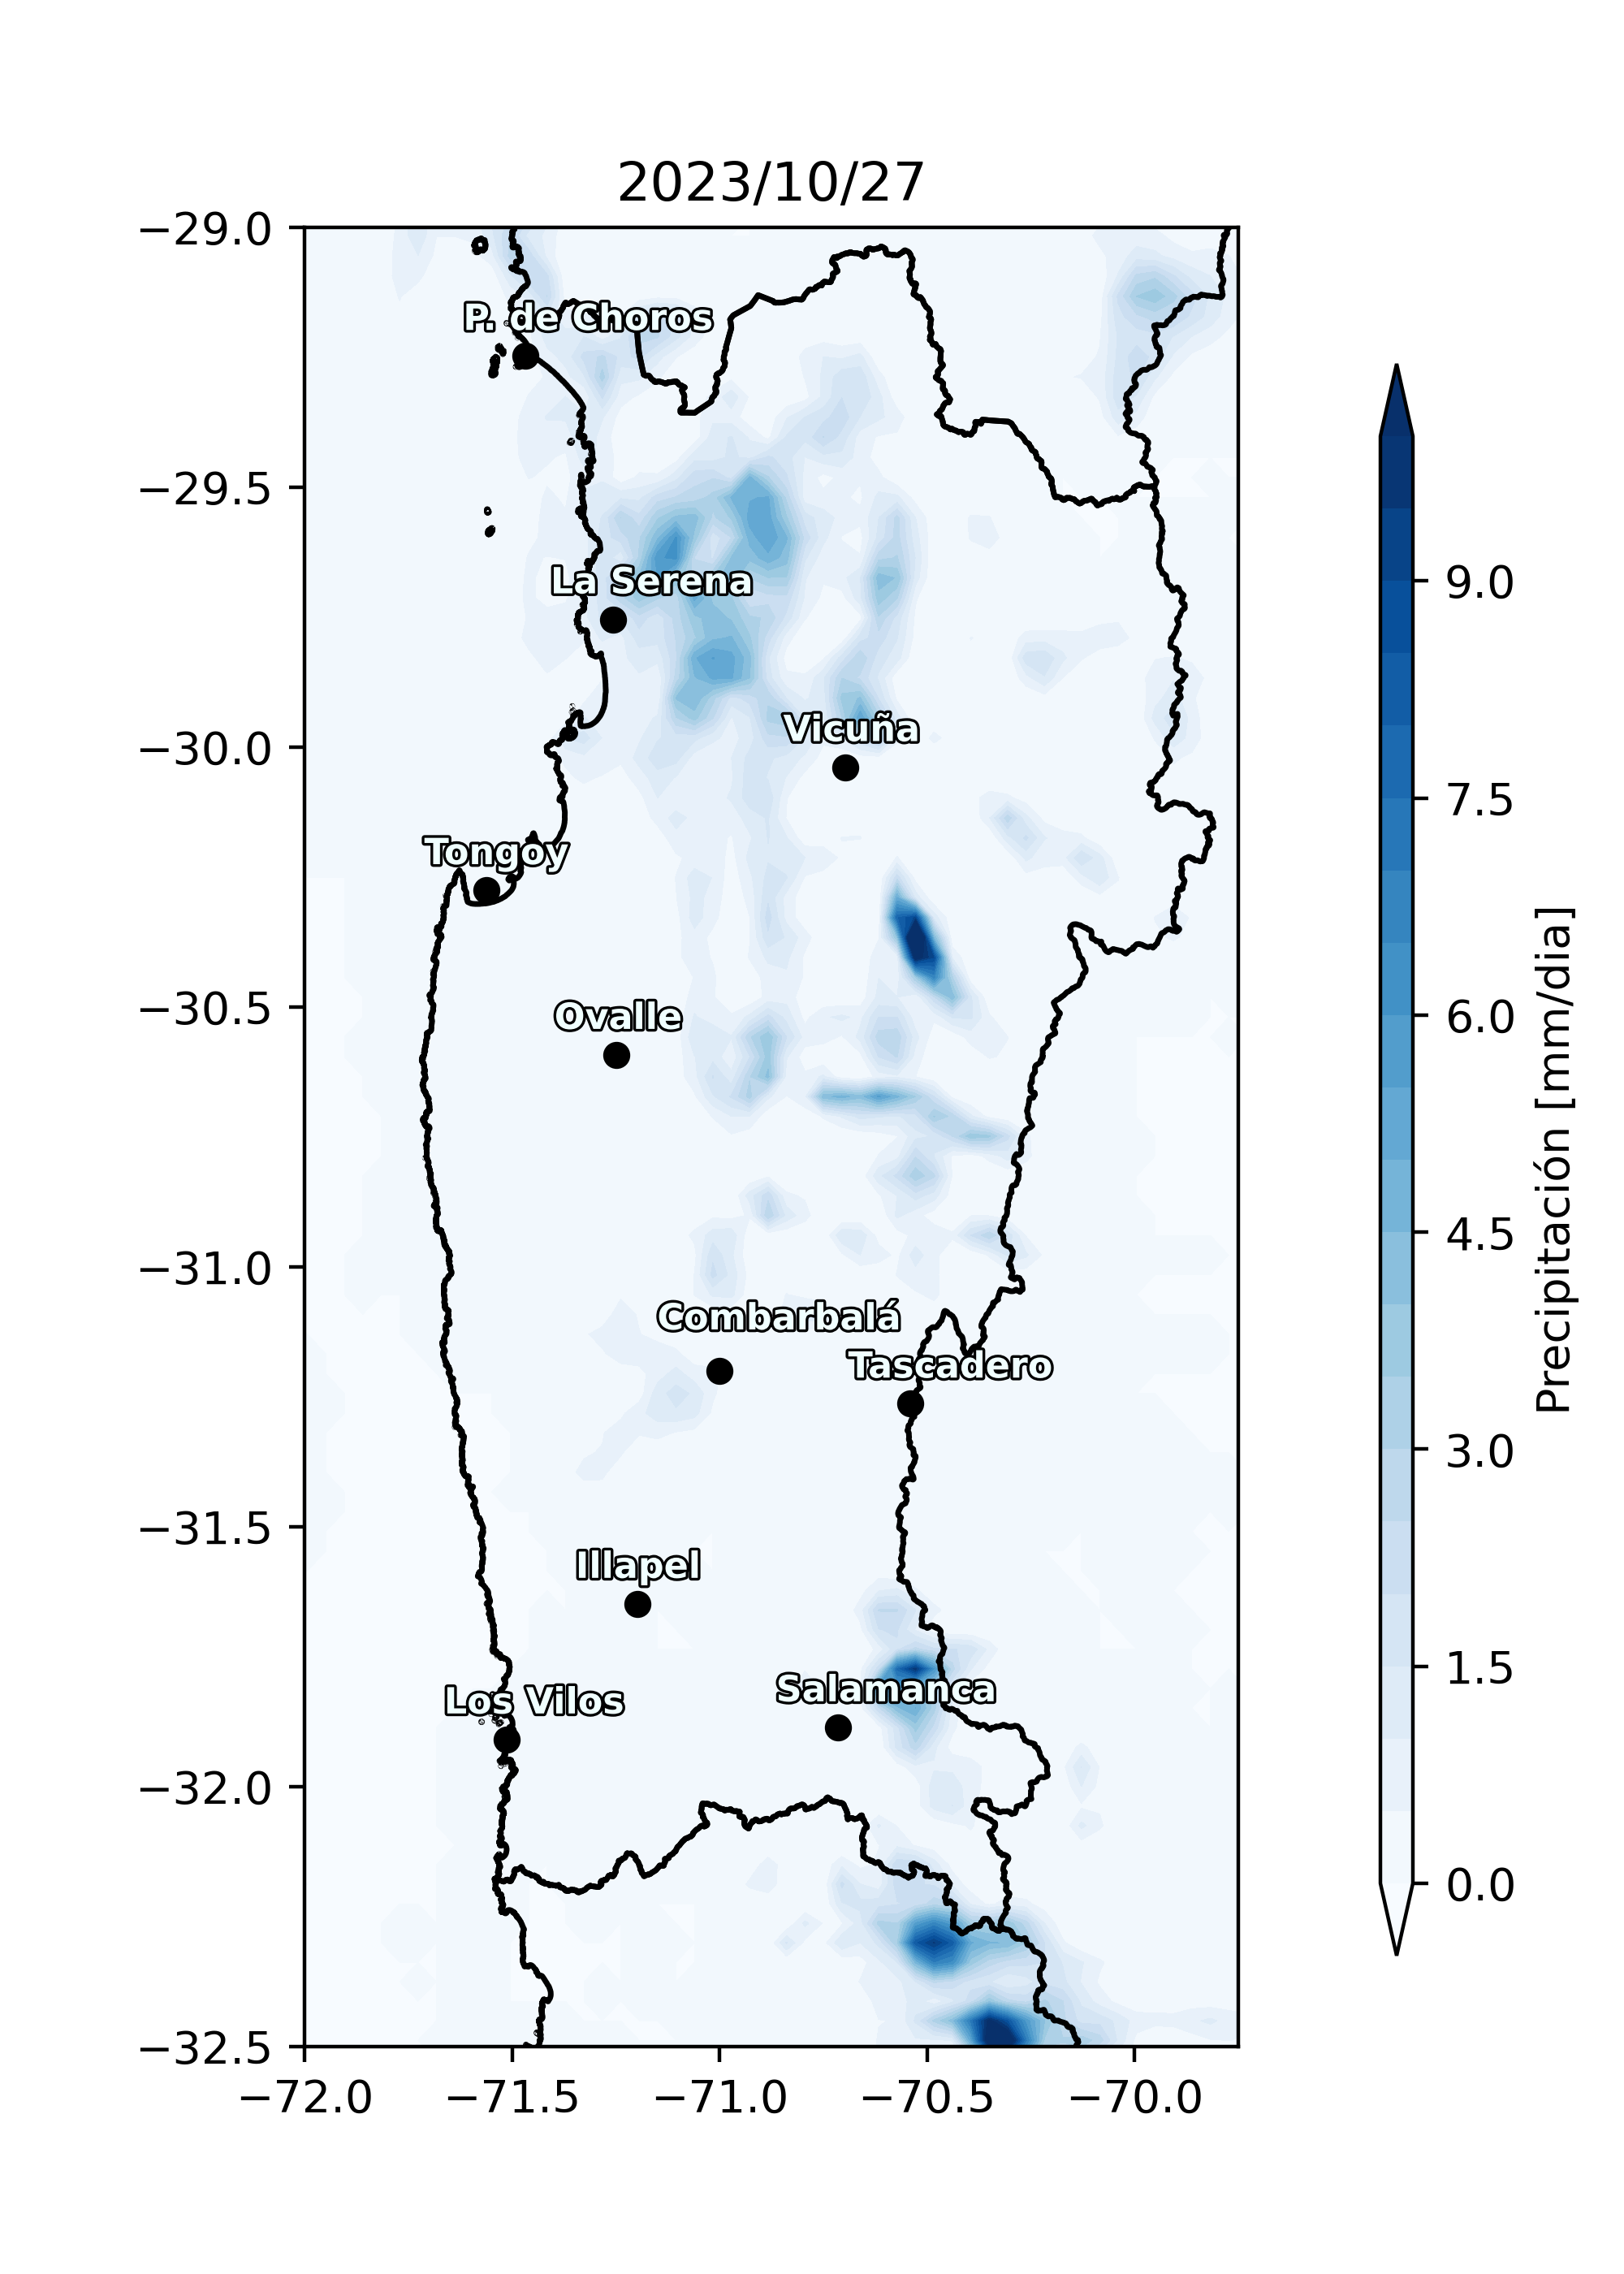 2023/10/27
−29.0
−29.5
−30.0
−30.5
−31.0
−31.5
−32.0
−32.5
−72.0
−71.5
−71.0
−70.5
−70.0
P. de Choros
La Serena
Vicuña
Tongoy
Ovalle
Combarbalá
Tascadero
Illapel
Salamanca
Los Vilos
9.0
7.5
6.0
4.5
3.0
1.5
0.0
Precipitación [mm/dia]